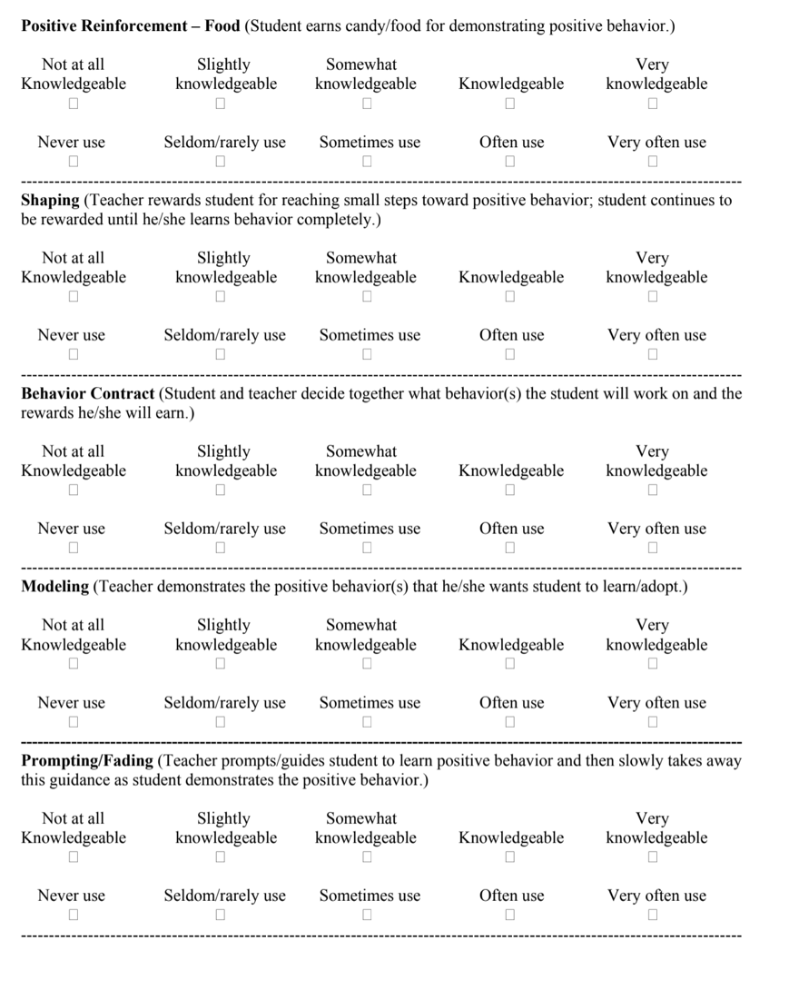 Positive Reinforcement – Food (Student earns candy/food for demonstrating positive behavior.)
Not at all Slightly Somewhat Very
Knowledgeable knowledgeable knowledgeable Knowledgeable knowledgeable
☐ ☐ ☐ ☐ ☐
Never use Seldom/rarely use Sometimes use Often use Very often use
☐ ☐ ☐ ☐ ☐
--------------------------------------------------------------------------------
Shaping (Teacher rewards student for reaching small steps toward positive behavior; student continues to
be rewarded until he/she learns behavior completely.)
Not at all Slightly Somewhat Very
Knowledgeable knowledgeable knowledgeable Knowledgeable knowledgeable
☐ ☐ ☐ ☐ ☐
Never use Seldom/rarely use Sometimes use Often use Very often use
☐ ☐ ☐ ☐ ☐
--------------------------------------------------------------------------------
Behavior Contract (Student and teacher decide together what behavior(s) the student will work on and the
rewards he/she will earn.)
Not at all Slightly Somewhat Very
Knowledgeable knowledgeable knowledgeable Knowledgeable knowledgeable
☐ ☐ ☐ ☐ ☐
Never use Seldom/rarely use Sometimes use Often use Very often use
☐ ☐ ☐ ☐ ☐
--------------------------------------------------------------------------------
Modeling (Teacher demonstrates the positive behavior(s) that he/she wants student to learn/adopt.)
Not at all Slightly Somewhat Very
Knowledgeable knowledgeable knowledgeable Knowledgeable knowledgeable
☐ ☐ ☐ ☐ ☐
Never use Seldom/rarely use Sometimes use Often use Very often use
☐ ☐ ☐ ☐ ☐
--------------------------------------------------------------------------------
Prompting/Fading (Teacher prompts/guides student to learn positive behavior and then slowly takes away
this guidance as student demonstrates the positive behavior.)
Not at all Slightly Somewhat Very
Knowledgeable knowledgeable knowledgeable Knowledgeable knowledgeable
☐ ☐ ☐ ☐ ☐
Never use Seldom/rarely use Sometimes use Often use Very often use
☐ ☐ ☐ ☐ ☐
--------------------------------------------------------------------------------